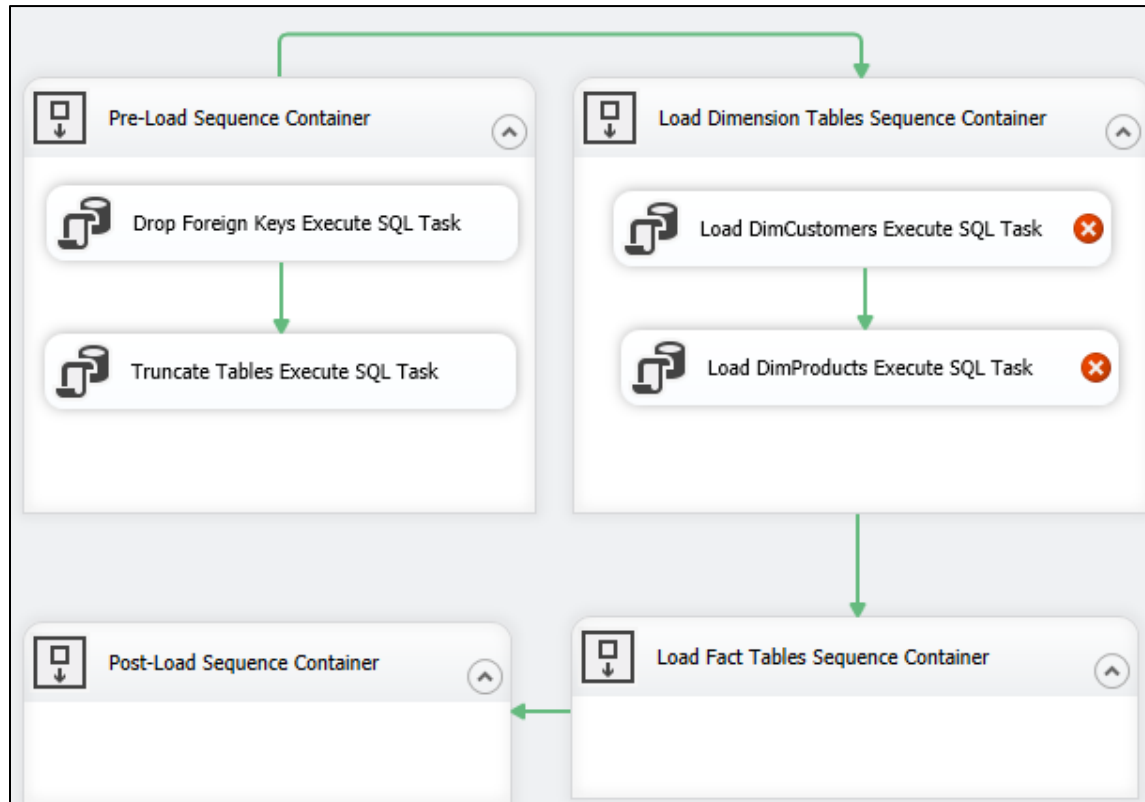 Pre-Load Sequence Container
Load Dimension Tables Sequence Container
Drop Foreign Keys Execute SQL Task
Load DimCustomers Execute SQL Task
Truncate Tables Execute SQL Task
Load DimProducts Execute SQL Task
Post-Load Sequence Container
Load Fact Tables Sequence Container